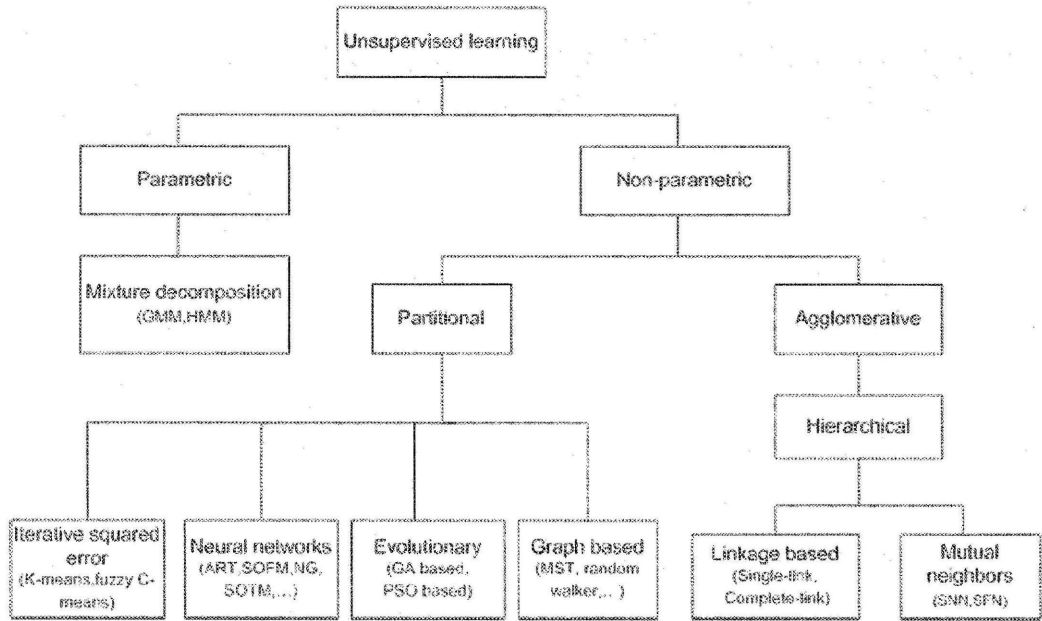 Unsupervised learning
Parametric
Non-parametric
Mixture decomposition
(GMM,HMM)
Partitional
Agglomerative
Hierarchical
Iterative squared
error
(K-means,fuzzy C-
means)
Neural networks
(ART,SOFM,NG,
SOTM,...)
Evolutionary
(GA based,
PSO based)
Graph based
(MST, random
walker,.. )
Linkage based
(Single-link,
Complete-link)
Mutual
neighbors
(SNN,SFN)